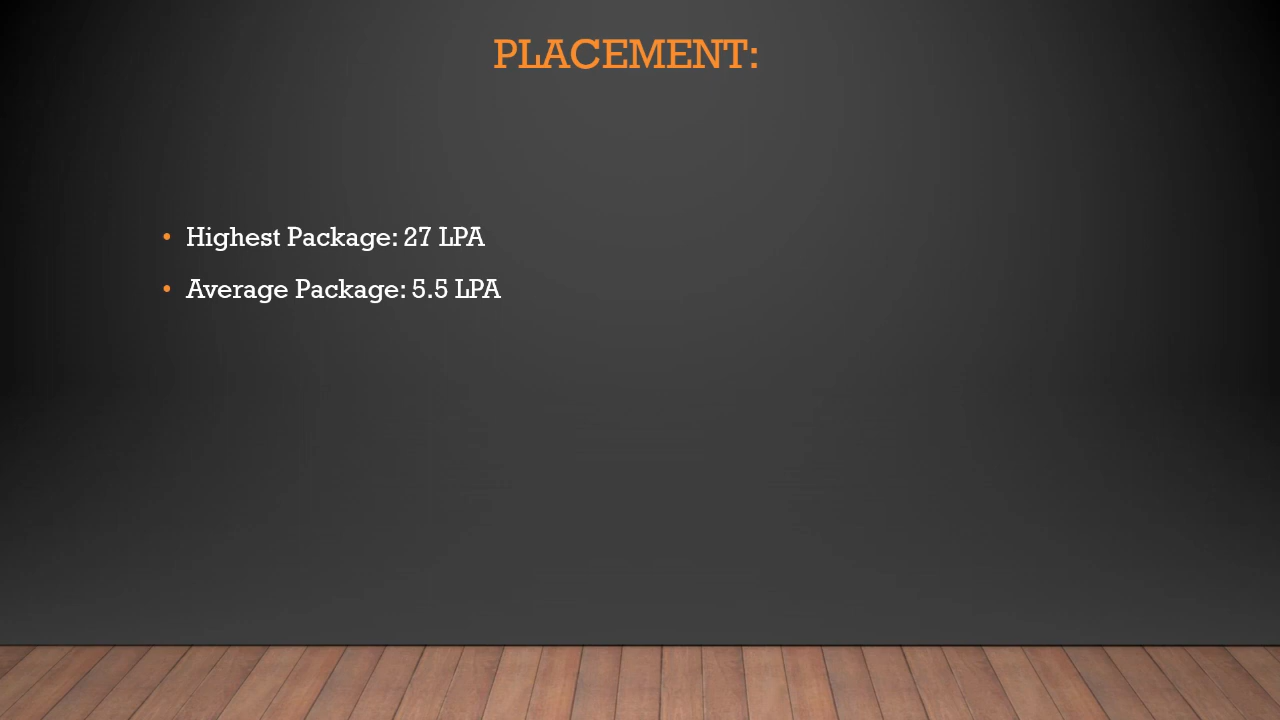 PLACEMENT:
• Highest Package: 27 LPA
• Average Package: 5.5 LPA